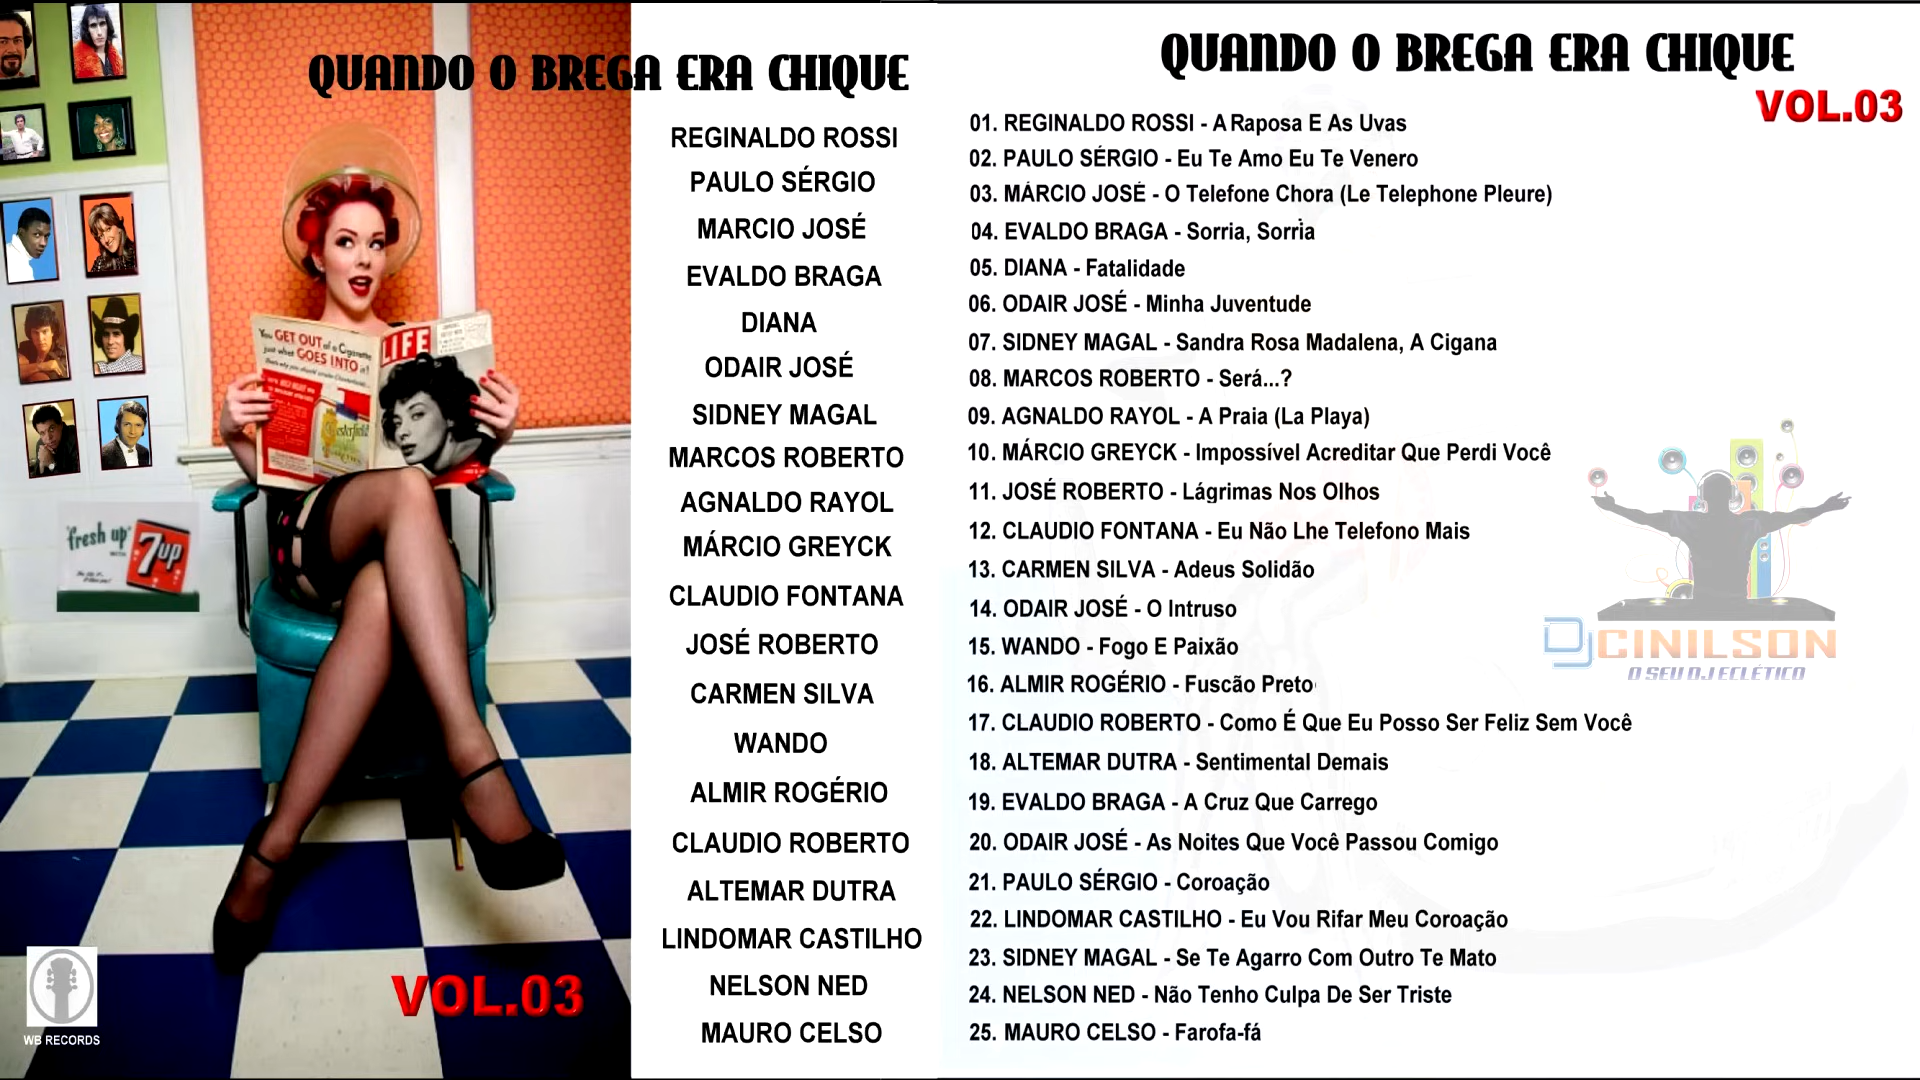 QUANDO O BREGA ERA CHIQUE
REGINALDO ROSSI
PAULO SÉRGIO
MARCIO JOSÉ
EVALDO BRAGA
DIANA
ODAIR JOSÉ
SIDNEY MAGAL
MARCOS ROBERTO
AGNALDO RAYOL
MÁRCIO GREYCK
CLAUDIO FONTANA
JOSÉ ROBERTO
CARMEN SILVA
WANDO
ALMIR ROGÉRIO
CLAUDIO ROBERTO
ALTEMAR DUTRA
LINDOMAR CASTILHO
NELSON NED
MAURO CELSO
You GET OUT of a Cigarette
just what GOES INTO it!
LIFE
"fresh up"
WITH
7up
VOL.03
WB RECORDS
QUANDO O BREGA ERA CHIQUE
VOL.03
01. REGINALDO ROSSI - A Raposa E As Uvas
02. PAULO SÉRGIO - Eu Te Amo Eu Te Venero
03. MÁRCIO JOSÉ - O Telefone Chora (Le Telephone Pleure)
04. EVALDO BRAGA - Sorria, Sorria
05. DIANA - Fatalidade
06. ODAIR JOSÉ - Minha Juventude
07. SIDNEY MAGAL - Sandra Rosa Madalena, A Cigana
08. MARCOS ROBERTO - Será...?
09. AGNALDO RAYOL - A Praia (La Playa)
10. MÁRCIO GREYCK - Impossível Acreditar Que Perdi Você
11. JOSÉ ROBERTO - Lágrimas Nos Olhos
12. CLAUDIO FONTANA - Eu Não Lhe Telefono Mais
13. CARMEN SILVA - Adeus Solidão
14. ODAIR JOSÉ - O Intruso
15. WANDO - Fogo E Paixão
16. ALMIR ROGÉRIO - Fuscão Preto
17. CLAUDIO ROBERTO - Como É Que Eu Posso Ser Feliz Sem Você
18. ALTEMAR DUTRA - Sentimental Demais
19. EVALDO BRAGA - A Cruz Que Carrego
20. ODAIR JOSÉ - As Noites Que Você Passou Comigo
21. PAULO SÉRGIO - Coroação
22. LINDOMAR CASTILHO - Eu Vou Rifar Meu Coroação
23. SIDNEY MAGAL - Se Te Agarro Com Outro Te Mato
24. NELSON NED - Não Tenho Culpa De Ser Triste
25. MAURO CELSO - Farofa-fá
DJ CINILSON
O SEU DJ ECLÉTICO